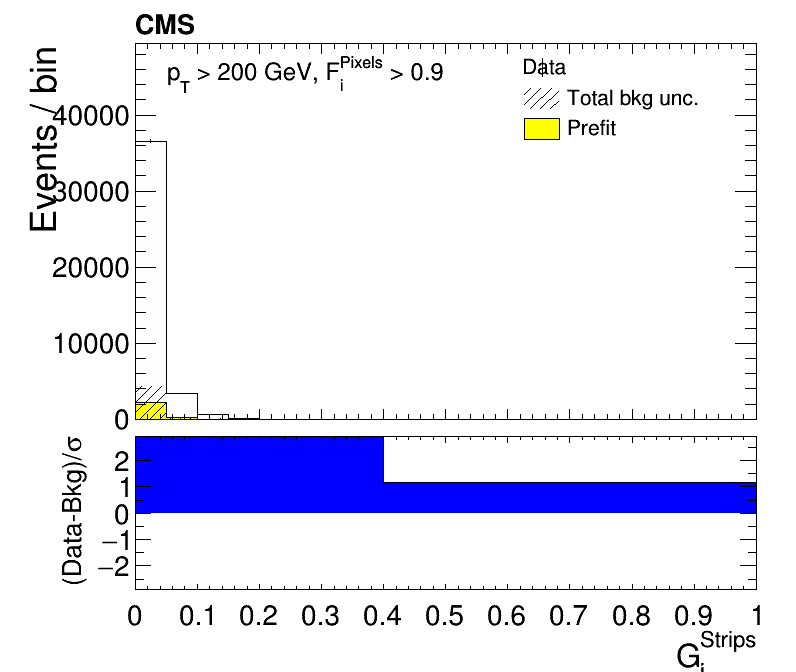 CMS
p_T > 200 GeV, F_i^Pixels > 0.9
Data
Total bkg unc.
Prefit
Events / bin
40000
30000
20000
10000
0
(Data-Bkg)/σ
2
1
0
−1
−2
0 0.1 0.2 0.3 0.4 0.5 0.6 0.7 0.8 0.9 1
G_i^Strips